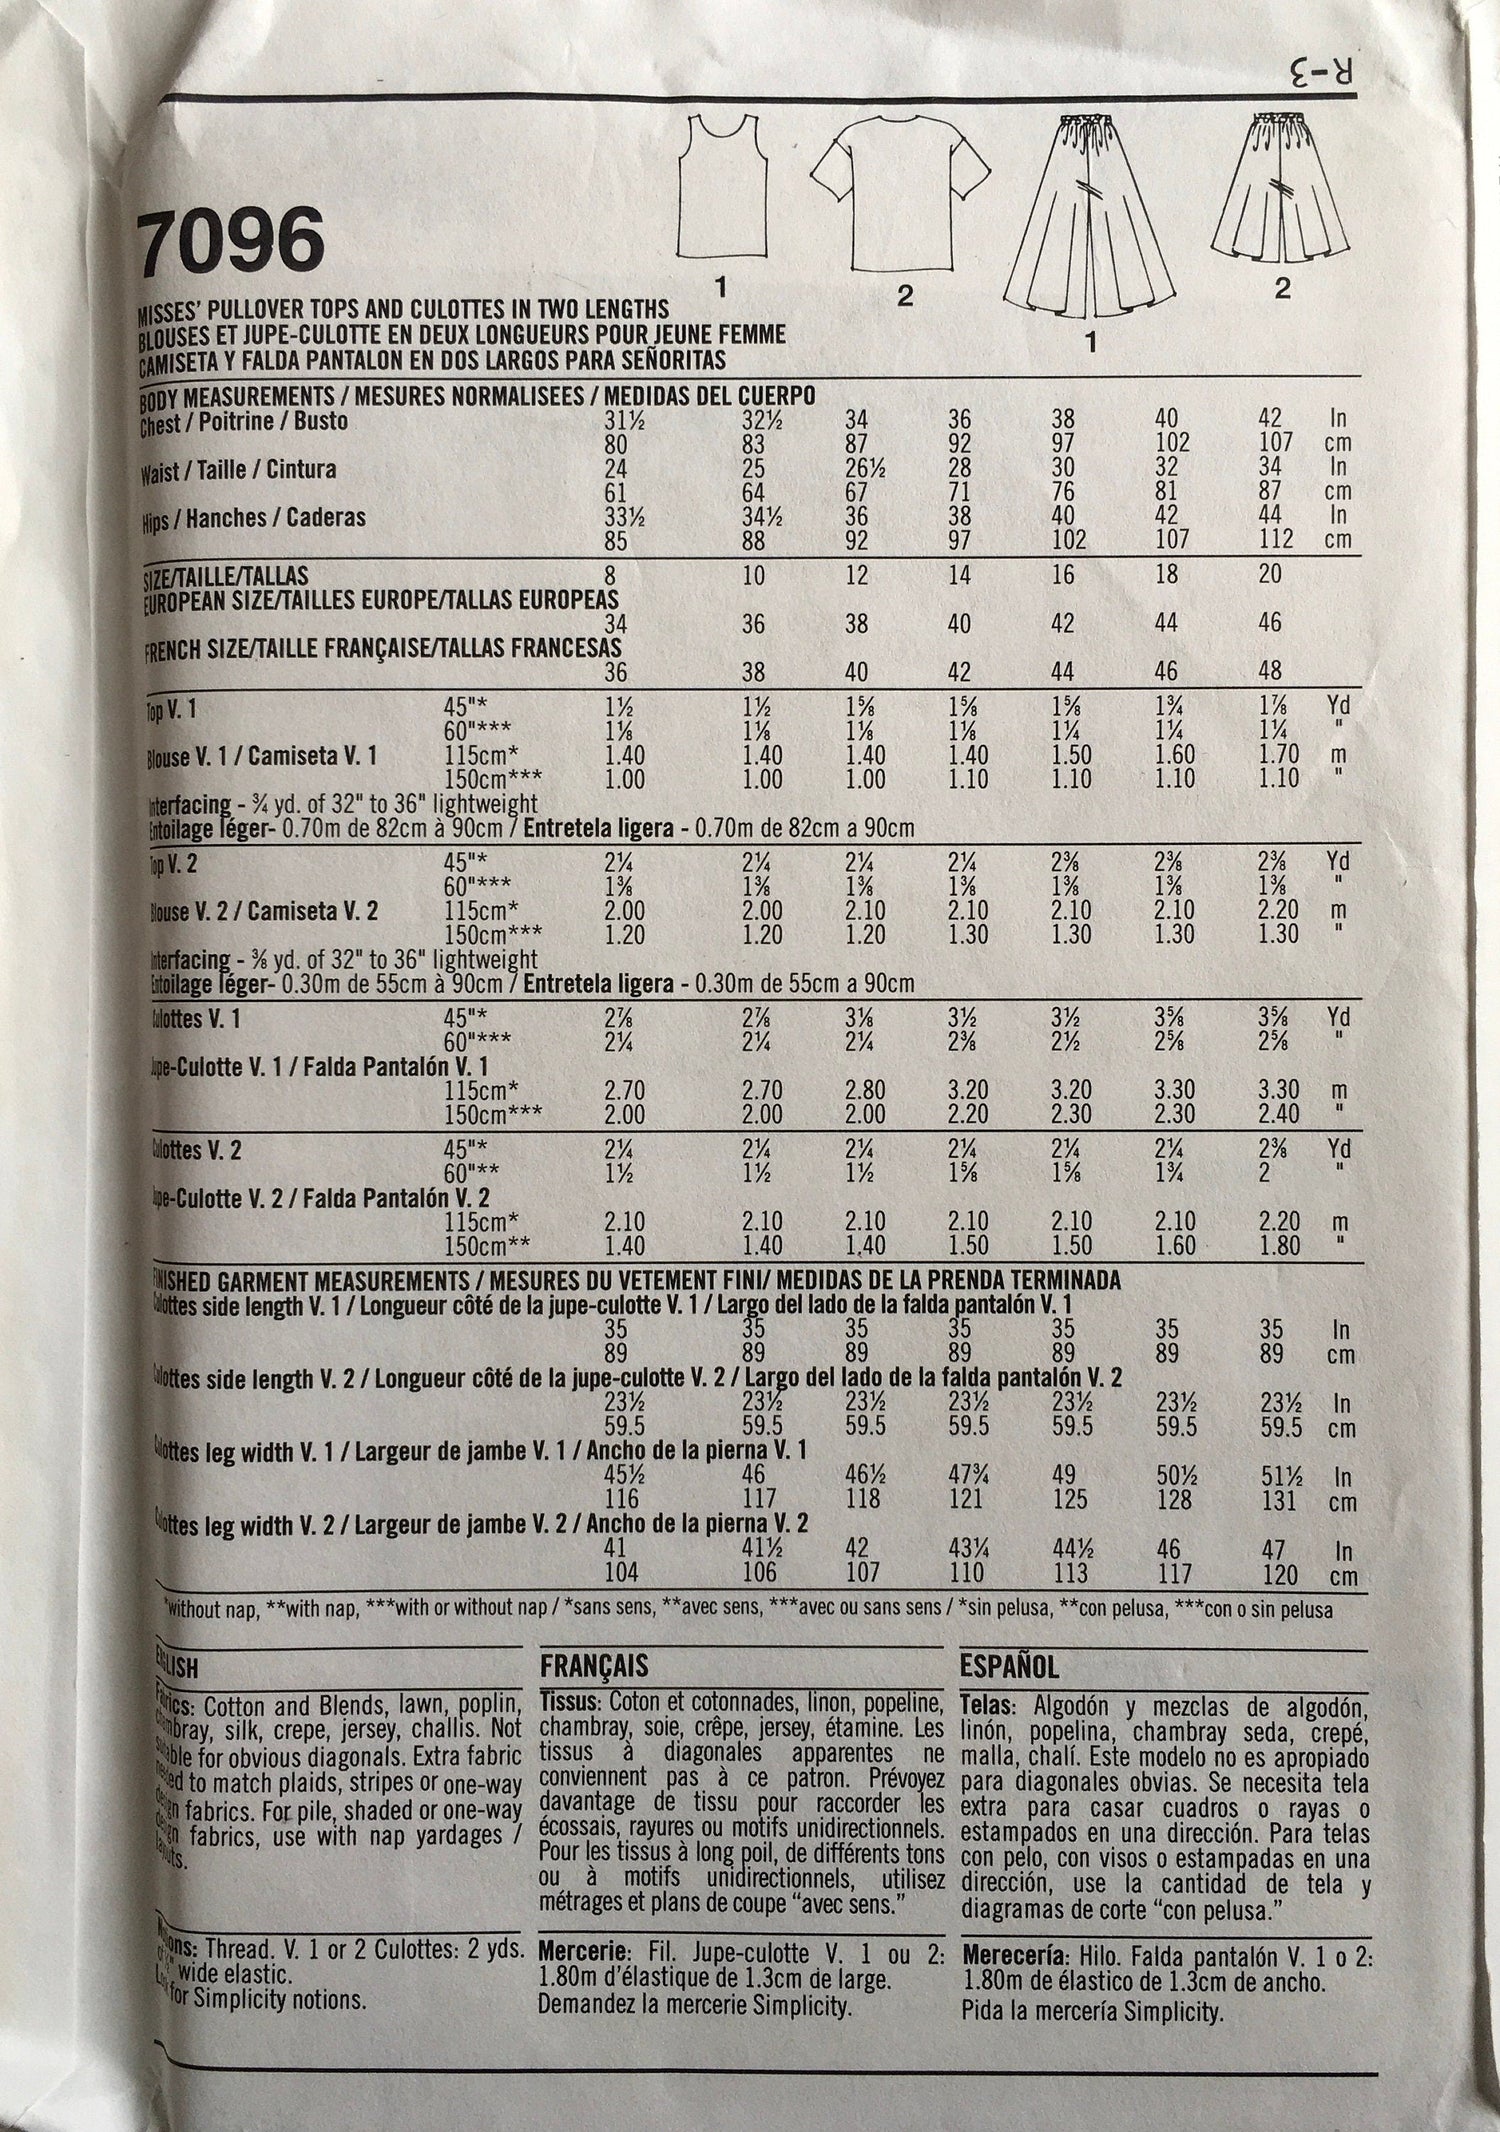 R-3
7096
1
2
1
2
MISSES' PULLOVER TOPS AND CULOTTES IN TWO LENGTHS
BLOUSES ET JUPE-CULOTTE EN DEUX LONGUEURS POUR JEUNE FEMME
CAMISETA Y FALDA PANTALON EN DOS LARGOS PARA SEÑORITAS
BODY MEASUREMENTS / MESURES NORMALISEES / MEDIDAS DEL CUERPO
Chest / Poitrine / Busto 31½ 32½ 34 36 38 40 42 In
80 83 87 92 97 102 107 cm
Waist / Taille / Cintura 24 25 26½ 28 30 32 34 In
61 64 67 71 76 81 87 cm
Hips / Hanches / Caderas 33½ 34½ 36 38 40 42 44 In
85 88 92 97 102 107 112 cm
SIZE/TAILLE/TALLAS 8 10 12 14 16 18 20
EUROPEAN SIZE/TAILLES EUROPE/TALLAS EUROPEAS
34 36 38 40 42 44 46
FRENCH SIZE/TAILLE FRANÇAISE/TALLAS FRANCESAS
36 38 40 42 44 46 48
Top V. 1 45"* 1½ 1½ 1⅝ 1⅝ 1⅝ 1¾ 1⅞ Yd
60"*** 1⅛ 1⅛ 1⅛ 1⅛ 1¼ 1¼ 1¼ "
Blouse V. 1 / Camiseta V. 1 115cm* 1.40 1.40 1.40 1.40 1.50 1.60 1.70 m
150cm*** 1.00 1.00 1.00 1.10 1.10 1.10 1.10 "
Interfacing - ¾ yd. of 32" to 36" lightweight
Entoilage léger- 0.70m de 82cm à 90cm / Entretela ligera - 0.70m de 82cm a 90cm
Top V. 2 45"* 2¼ 2¼ 2¼ 2¼ 2⅜ 2⅜ 2⅜ Yd
60"*** 1⅜ 1⅜ 1⅜ 1⅜ 1⅜ 1⅜ 1⅜ "
Blouse V. 2 / Camiseta V. 2 115cm* 2.00 2.00 2.10 2.10 2.10 2.10 2.20 m
150cm*** 1.20 1.20 1.20 1.30 1.30 1.30 1.30 "
Interfacing - ⅜ yd. of 32" to 36" lightweight
Entoilage léger- 0.30m de 55cm à 90cm / Entretela ligera - 0.30m de 55cm a 90cm
Culottes V. 1 45"* 2⅞ 2⅞ 3⅛ 3½ 3½ 3⅝ 3⅝ Yd
60"*** 2¼ 2¼ 2¼ 2⅜ 2½ 2⅝ 2⅝ "
Jupe-Culotte V. 1 / Falda Pantalón V. 1
115cm* 2.70 2.70 2.80 3.20 3.20 3.30 3.30 m
150cm*** 2.00 2.00 2.00 2.20 2.30 2.30 2.40 "
Culottes V. 2 45"* 2¼ 2¼ 2¼ 2¼ 2¼ 2¼ 2⅜ Yd
60"** 1½ 1½ 1½ 1⅝ 1⅝ 1¾ 2 "
Jupe-Culotte V. 2 / Falda Pantalón V. 2
115cm* 2.10 2.10 2.10 2.10 2.10 2.10 2.20 m
150cm** 1.40 1.40 1.40 1.50 1.50 1.60 1.80 "
FINISHED GARMENT MEASUREMENTS / MESURES DU VETEMENT FINI/ MEDIDAS DE LA PRENDA TERMINADA
Culottes side length V. 1 / Longueur côté de la jupe-culotte V. 1 / Largo del lado de la falda pantalón V. 1
35 35 35 35 35 35 35 In
89 89 89 89 89 89 89 cm
Culottes side length V. 2 / Longueur côté de la jupe-culotte V. 2 / Largo del lado de la falda pantalón V. 2
23½ 23½ 23½ 23½ 23½ 23½ 23½ In
59.5 59.5 59.5 59.5 59.5 59.5 59.5 cm
Culottes leg width V. 1 / Largeur de jambe V. 1 / Ancho de la pierna V. 1
45½ 46 46½ 47¾ 49 50½ 51½ In
116 117 118 121 125 128 131 cm
Culottes leg width V. 2 / Largeur de jambe V. 2 / Ancho de la pierna V. 2
41 41½ 42 43¼ 44½ 46 47 In
104 106 107 110 113 117 120 cm
*without nap, **with nap, ***with or without nap / *sans sens, **avec sens, ***avec ou sans sens / *sin pelusa, **con pelusa, ***con o sin pelusa
ENGLISH
Fabrics: Cotton and Blends, lawn, poplin,
chambray, silk, crepe, jersey, challis. Not
suitable for obvious diagonals. Extra fabric
needed to match plaids, stripes or one-way
design fabrics. For pile, shaded or one-way
design fabrics, use with nap yardages /
layouts.
Notions: Thread. V. 1 or 2 Culottes: 2 yds.
wide elastic.
for Simplicity notions.
FRANÇAIS
Tissus: Coton et cotonnades, linon, popeline,
chambray, soie, crêpe, jersey, étamine. Les
tissus à diagonales apparentes ne
conviennent pas à ce patron. Prévoyez
davantage de tissu pour raccorder les
écossais, rayures ou motifs unidirectionnels.
Pour les tissus à long poil, de différents tons
ou à motifs unidirectionnels, utilisez
métrages et plans de coupe “avec sens.”
Mercerie: Fil. Jupe-culotte V. 1 ou 2:
1.80m d'élastique de 1.3cm de large.
Demandez la mercerie Simplicity.
ESPAÑOL
Telas: Algodón y mezclas de algodón,
linón, popelina, chambray seda, crepé,
malla, chalí. Este modelo no es apropiado
para diagonales obvias. Se necesita tela
extra para casar cuadros o rayas o
estampados en una dirección. Para telas
con pelo, con visos o estampadas en una
dirección, use la cantidad de tela y
diagramas de corte “con pelusa.”
Merecería: Hilo. Falda pantalón V. 1 o 2:
1.80m de élastico de 1.3cm de ancho.
Pida la mercería Simplicity.